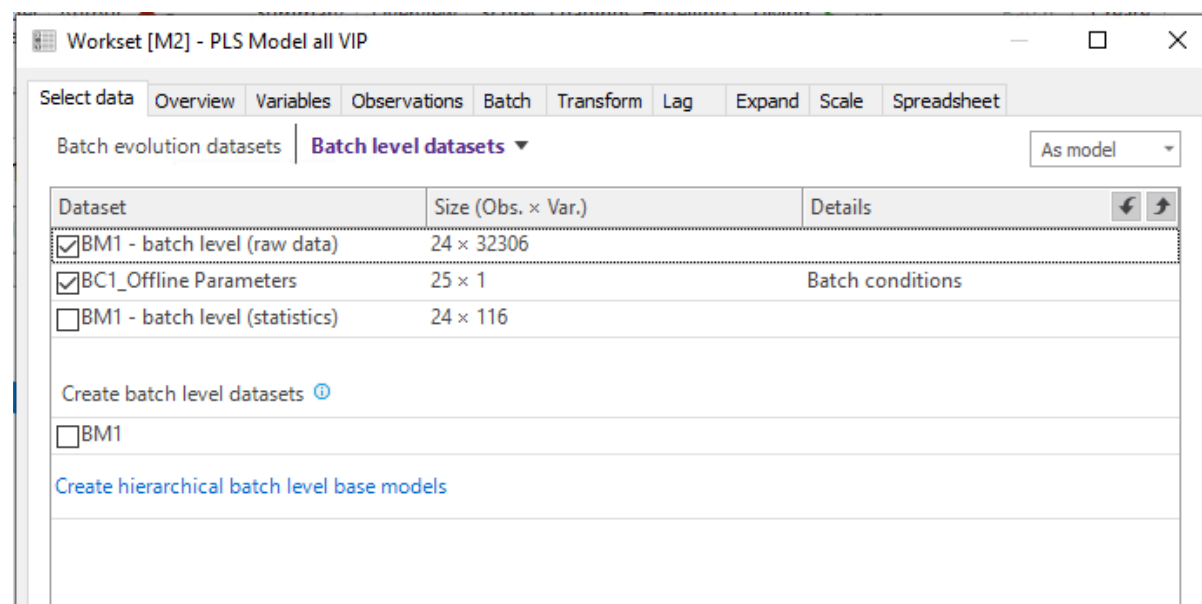 Workset [M2] - PLS Model all VIP
Select data Overview Variables Observations Batch Transform Lag Expand Scale Spreadsheet
Batch evolution datasets Batch level datasets As model
Dataset Size (Obs. × Var.) Details
BM1 - batch level (raw data) 24 × 32306
BC1_Offline Parameters 25 × 1 Batch conditions
BM1 - batch level (statistics) 24 × 116
Create batch level datasets
BM1
Create hierarchical batch level base models